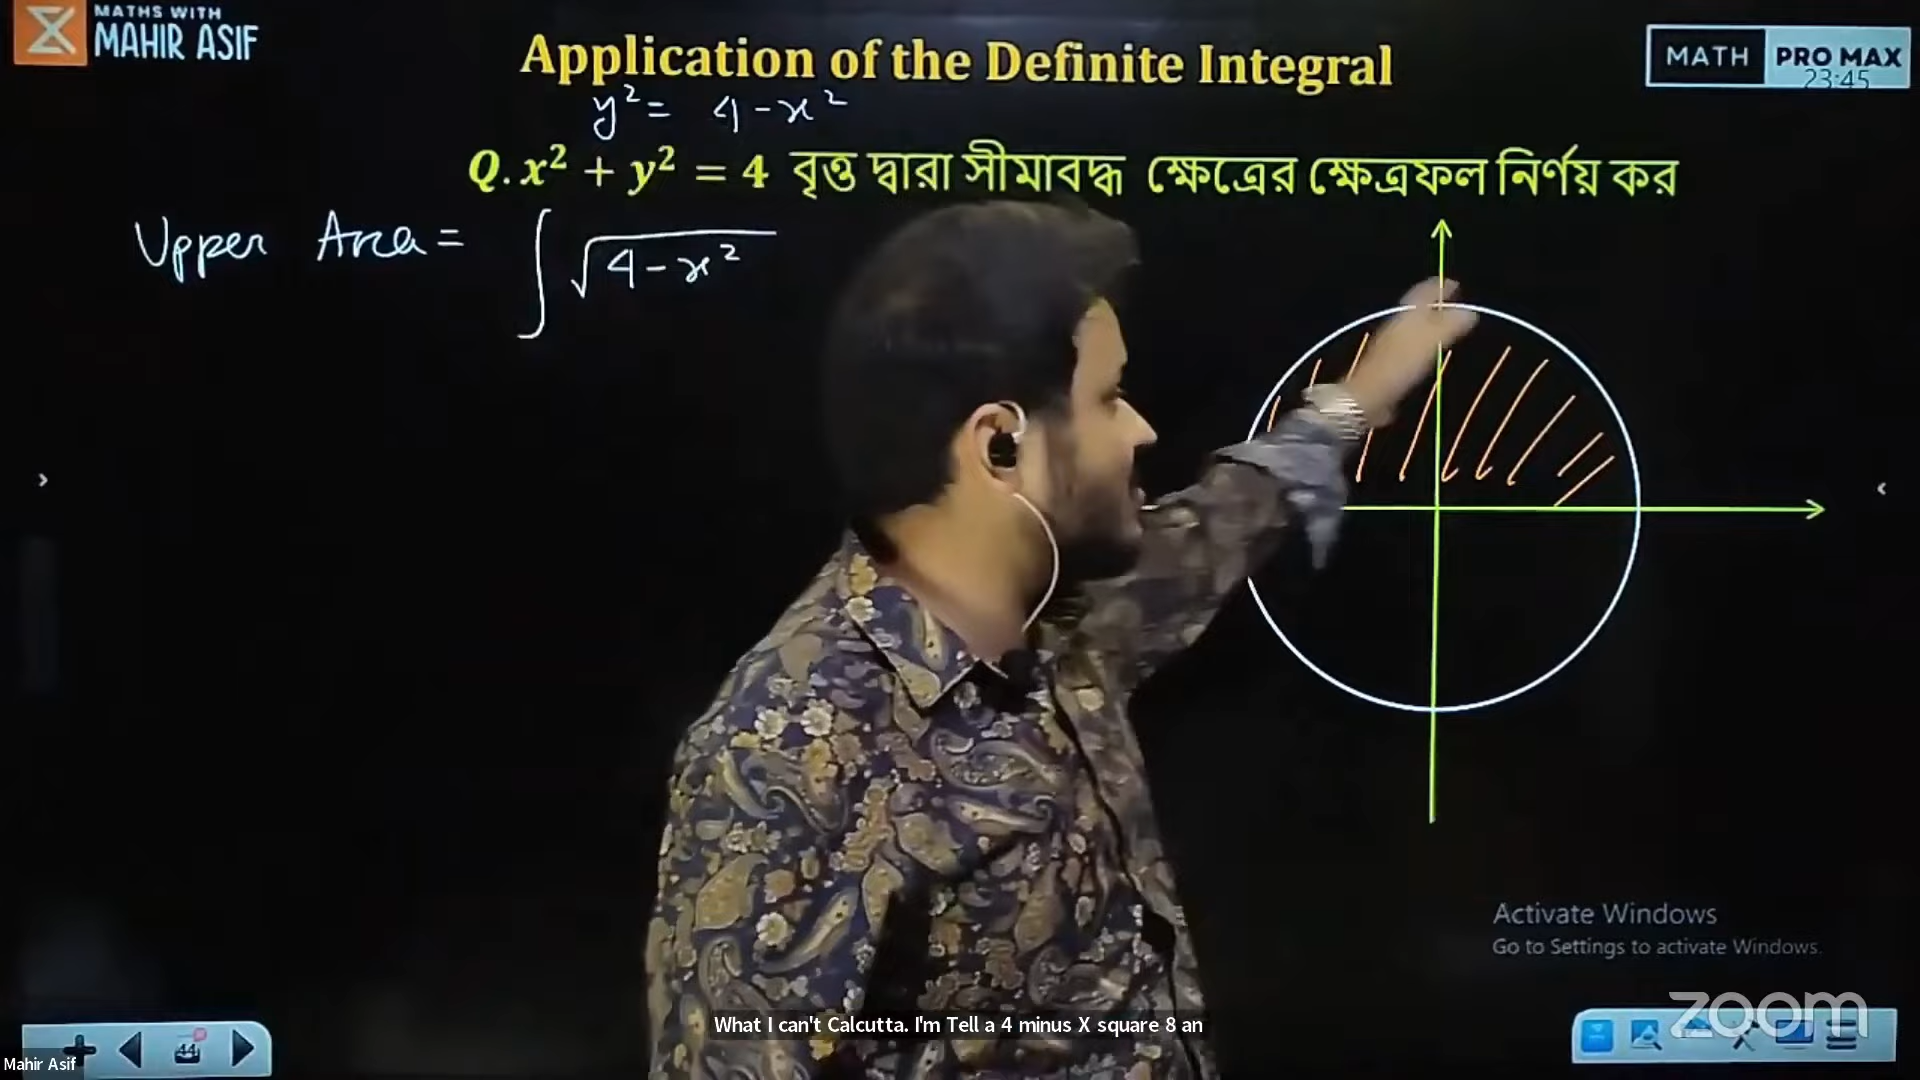 MATHS WITH
MAHIR ASIF
Application of the Definite Integral
MATH PRO MAX
23:45
y² = 4-x²
Q. x² + y² = 4 বৃত্ত দ্বারা সীমাবদ্ধ ক্ষেত্রের ক্ষেত্রফল নির্ণয় কর
Upper Area = ∫ √4-x²
Activate Windows
Go to Settings to activate Windows.
zoom
What I can't Calcutta. I'm Tell a 4 minus X square 8 an
44
Mahir Asif